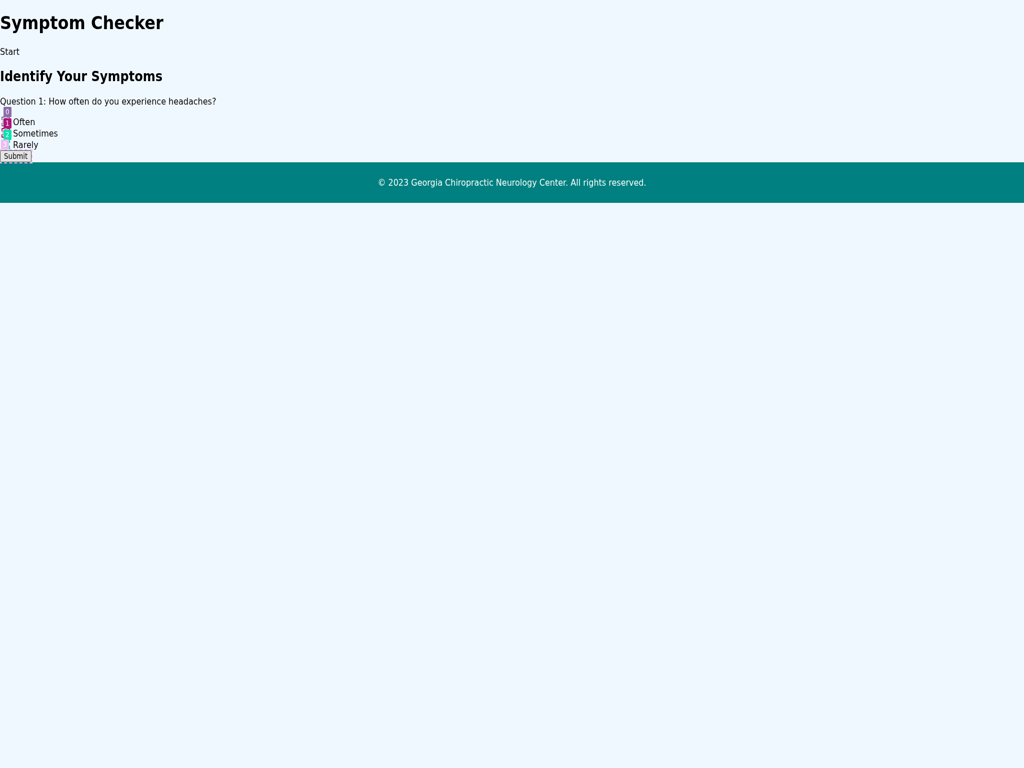 Symptom Checker
Start
Identify Your Symptoms
Question 1: How often do you experience headaches?
0
1 Often
2 Sometimes
3 Rarely
Submit
© 2023 Georgia Chiropractic Neurology Center. All rights reserved.